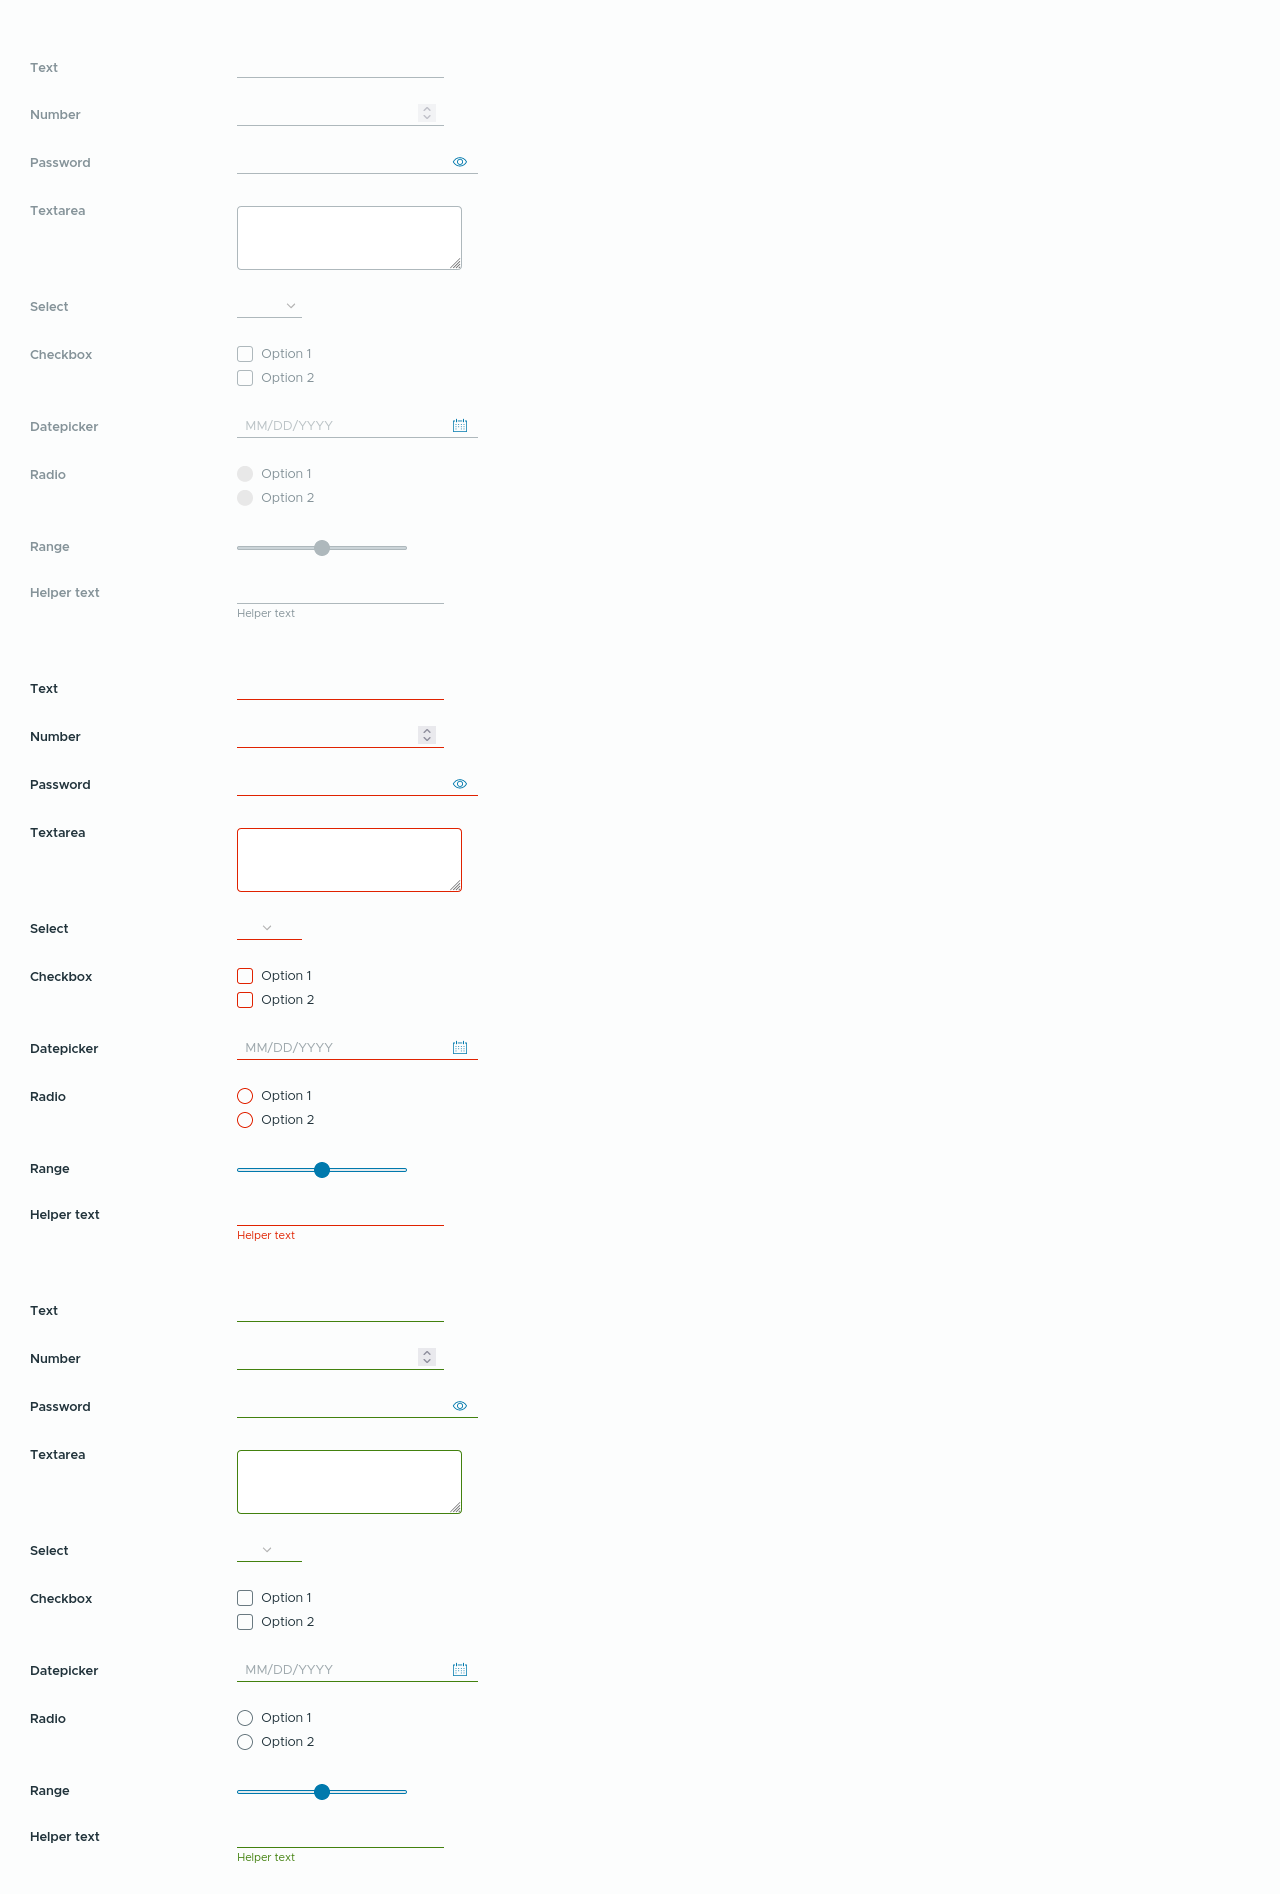 Text
Number
Password
Textarea
Select
Checkbox Option 1
Option 2
Datepicker MM/DD/YYYY
Radio Option 1
Option 2
Range
Helper text
Helper text
Text
Number
Password
Textarea
Select
Checkbox Option 1
Option 2
Datepicker MM/DD/YYYY
Radio Option 1
Option 2
Range
Helper text
Helper text
Text
Number
Password
Textarea
Select
Checkbox Option 1
Option 2
Datepicker MM/DD/YYYY
Radio Option 1
Option 2
Range
Helper text
Helper text